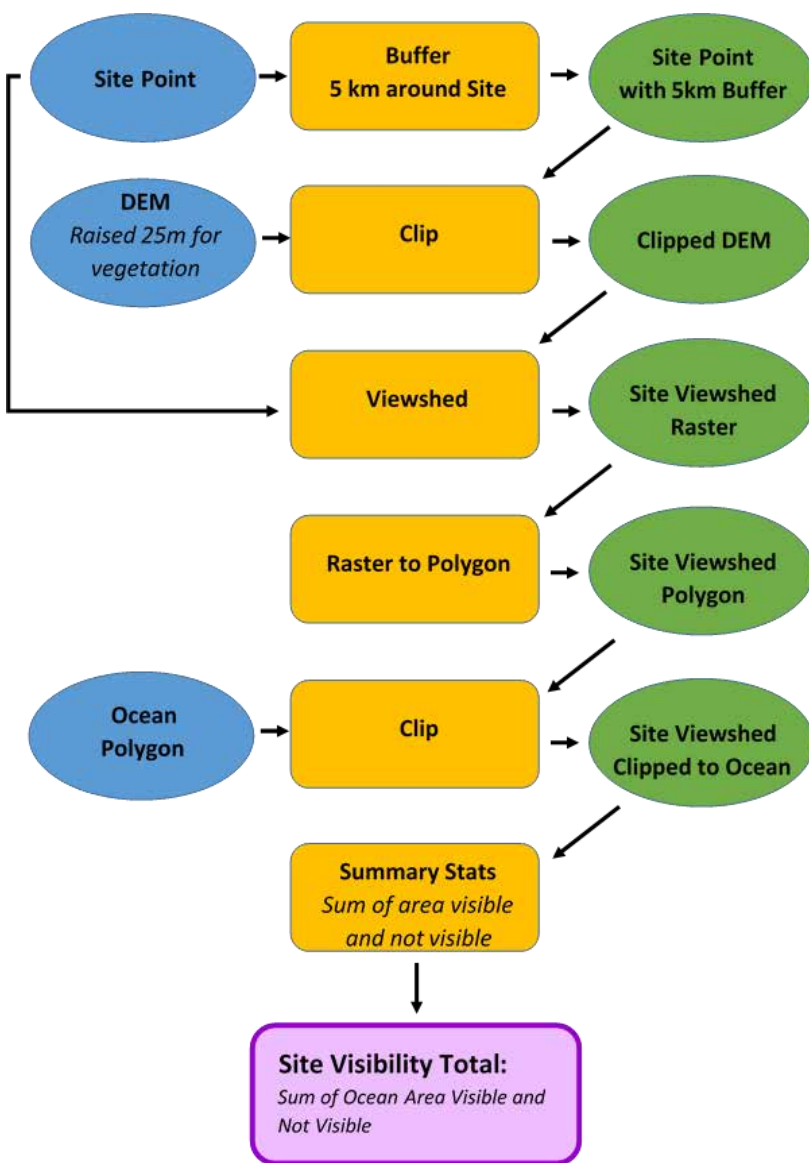 Site Point
Buffer
5 km around Site
Site Point
with 5km Buffer
DEM
Raised 25m for
vegetation
Clip
Clipped DEM
Viewshed
Site Viewshed
Raster
Raster to Polygon
Site Viewshed
Polygon
Ocean
Polygon
Clip
Site Viewshed
Clipped to Ocean
Summary Stats
Sum of area visible
and not visible
Site Visibility Total:
Sum of Ocean Area Visible and
Not Visible